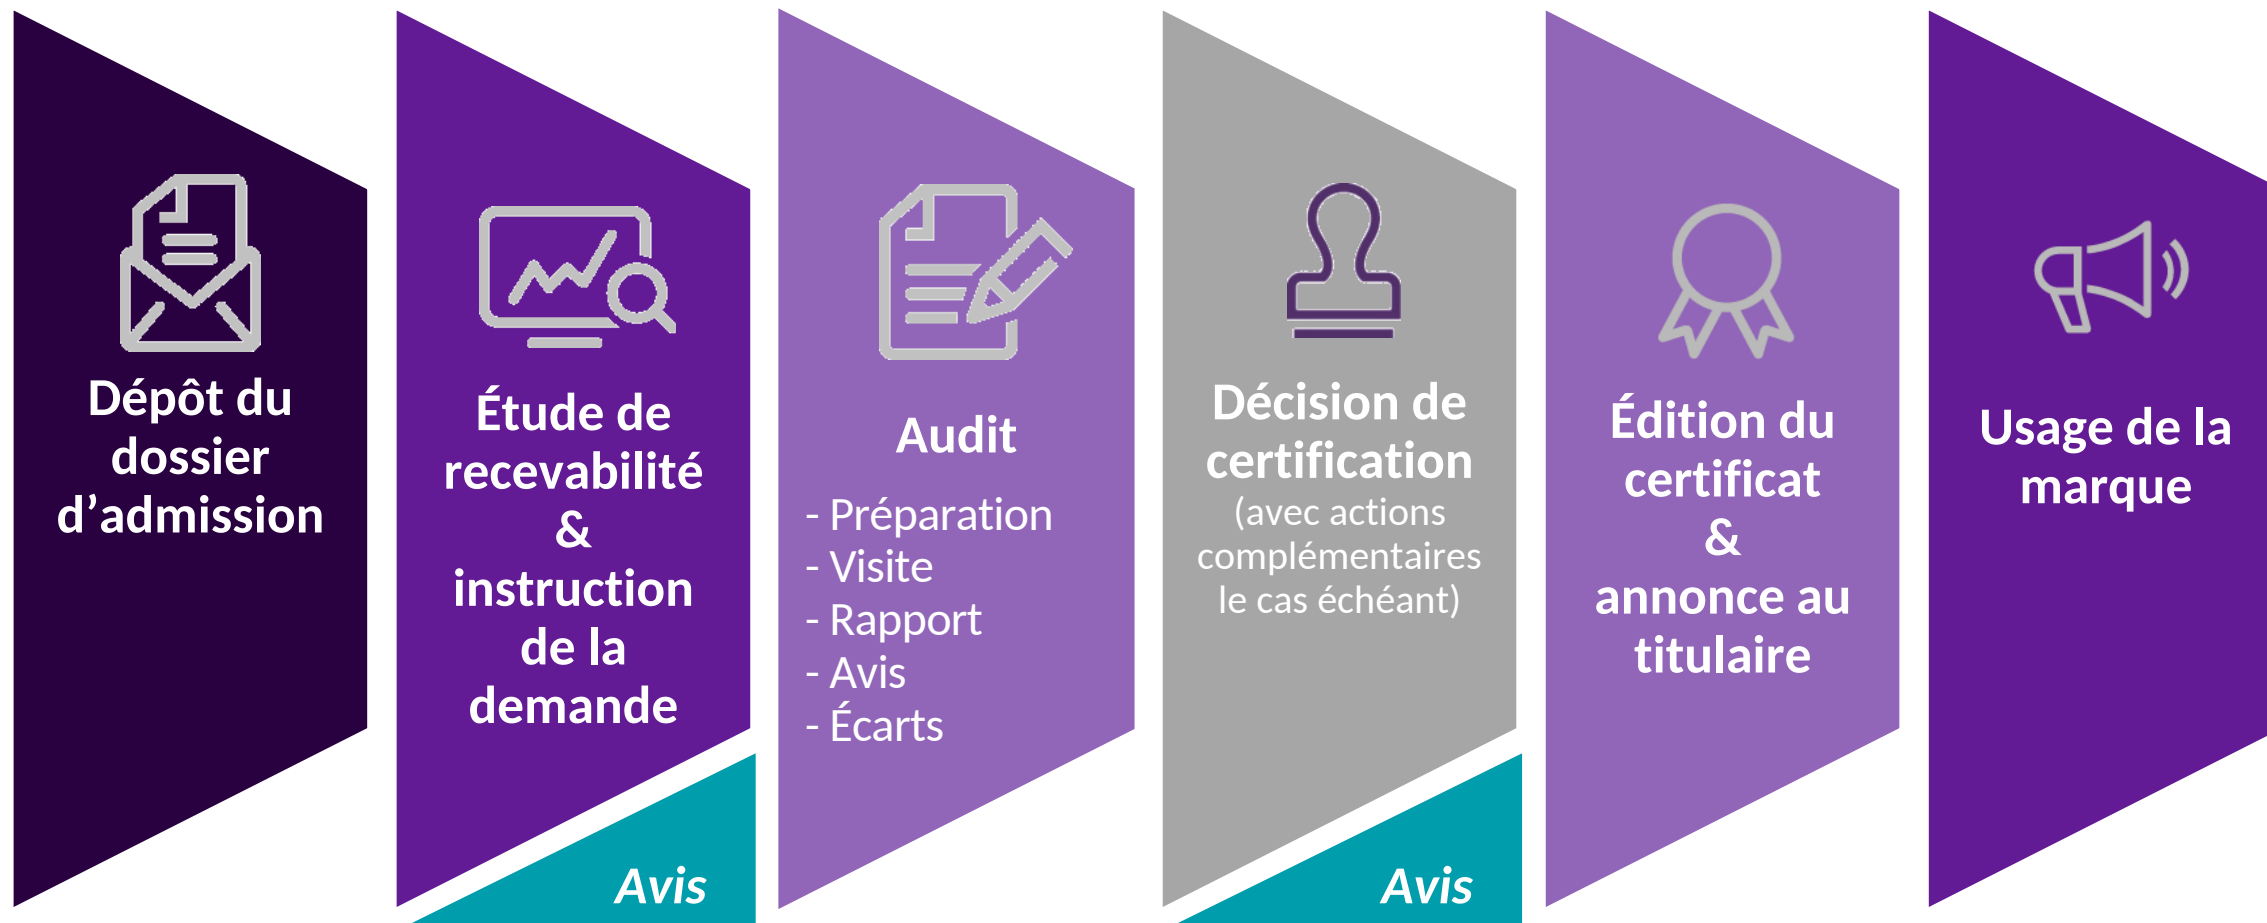 Dépôt du
dossier
d’admission
Étude de
recevabilité
&
instruction
de la
demande
Avis
Audit
- Préparation
- Visite
- Rapport
- Avis
- Écarts
Décision de
certification
(avec actions
complémentaires
le cas échéant)
Avis
Édition du
certificat
&
annonce au
titulaire
Usage de la
marque